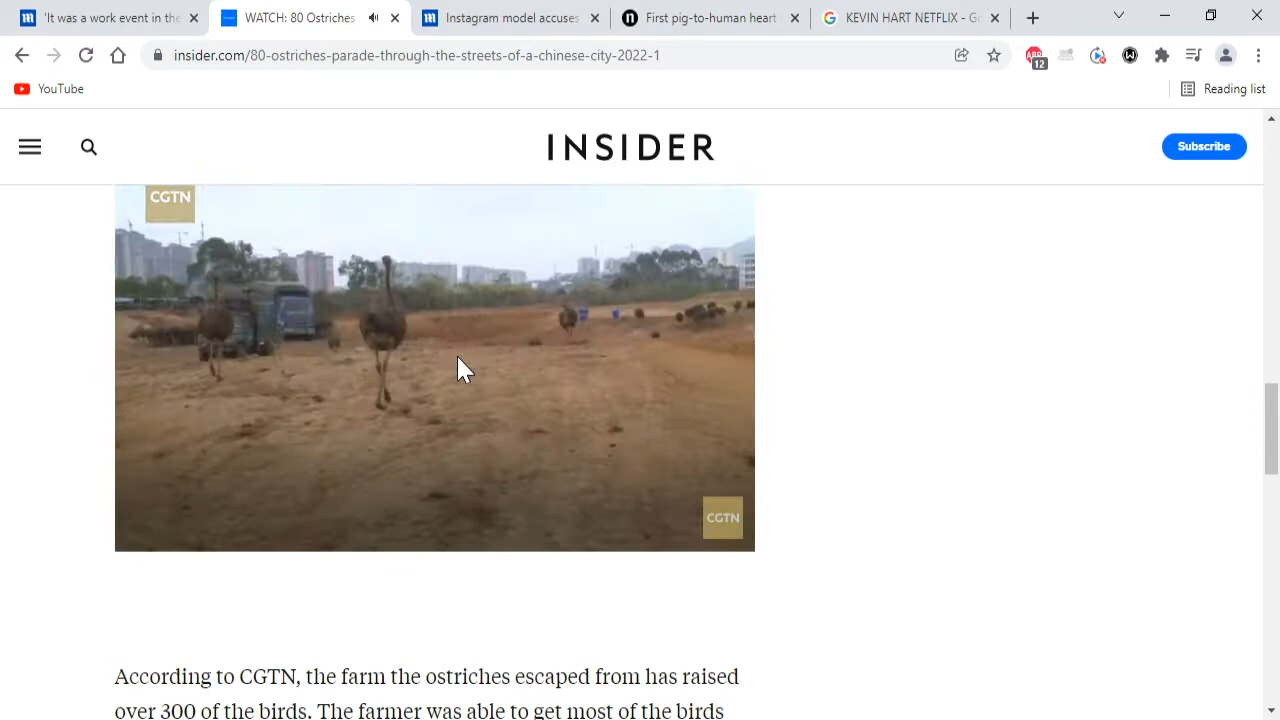 'It was a work event in the
WATCH: 80 Ostriches
Instagram model accuses
First pig-to-human heart
KEVIN HART NETFLIX - Go
insider.com/80-ostriches-parade-through-the-streets-of-a-chinese-city-2022-1
ABP
12
YouTube
Reading list
INSIDER
Subscribe
CGTN
CGTN
According to CGTN, the farm the ostriches escaped from has raised
over 300 of the birds. The farmer was able to get most of the birds